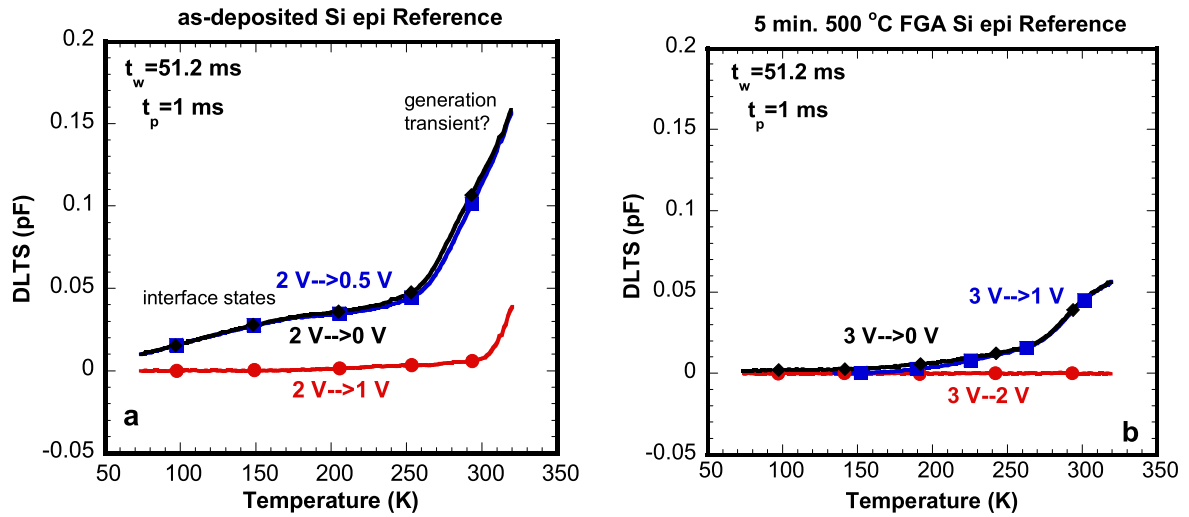 as-deposited Si epi Reference
0.2
0.15
0.1
0.05
0
-0.05
DLTS (pF)
t_w=51.2 ms
t_p=1 ms
generation
transient?
interface states
2 V-->0.5 V
2 V-->0 V
2 V-->1 V
a
50 100 150 200 250 300 350
Temperature (K)
5 min. 500 °C FGA Si epi Reference
0.2
0.15
0.1
0.05
0
-0.05
DLTS (pF)
t_w=51.2 ms
t_p=1 ms
3 V-->1 V
3 V-->0 V
3 V--2 V
b
50 100 150 200 250 300 350
Temperature (K)